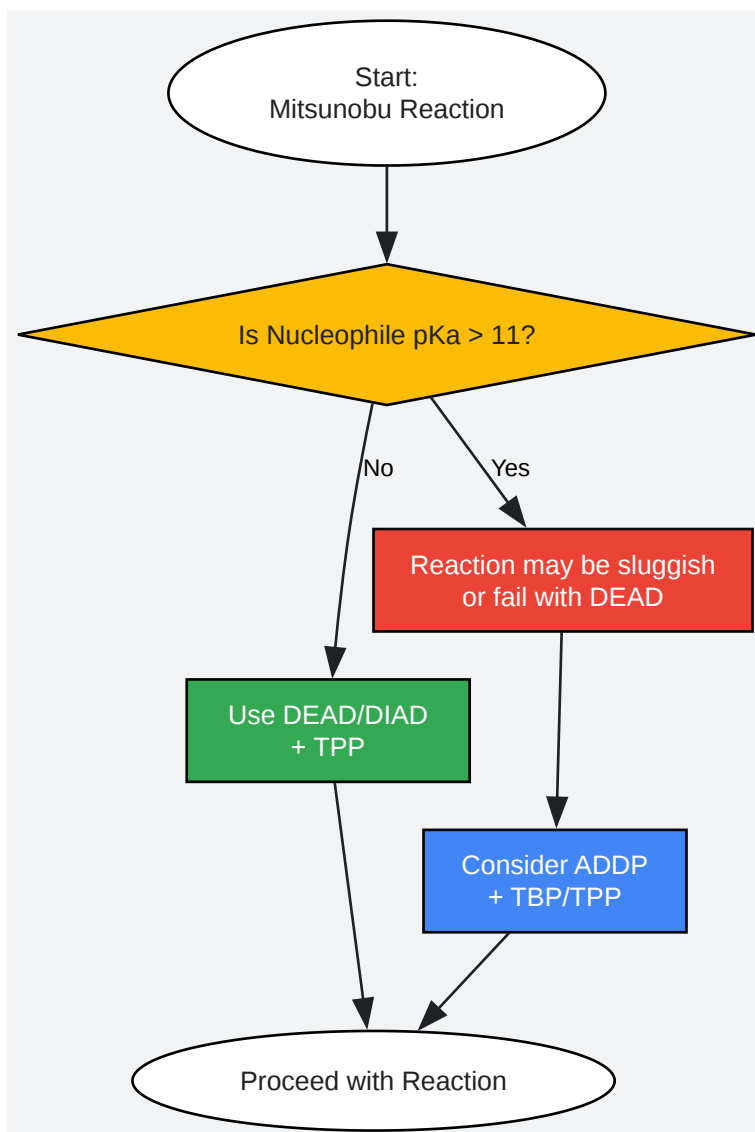 Start:
Mitsunobu Reaction
Is Nucleophile pKa > 11?
No
Yes
Reaction may be sluggish
or fail with DEAD
Use DEAD/DIAD
+ TPP
Consider ADDP
+ TBP/TPP
Proceed with Reaction